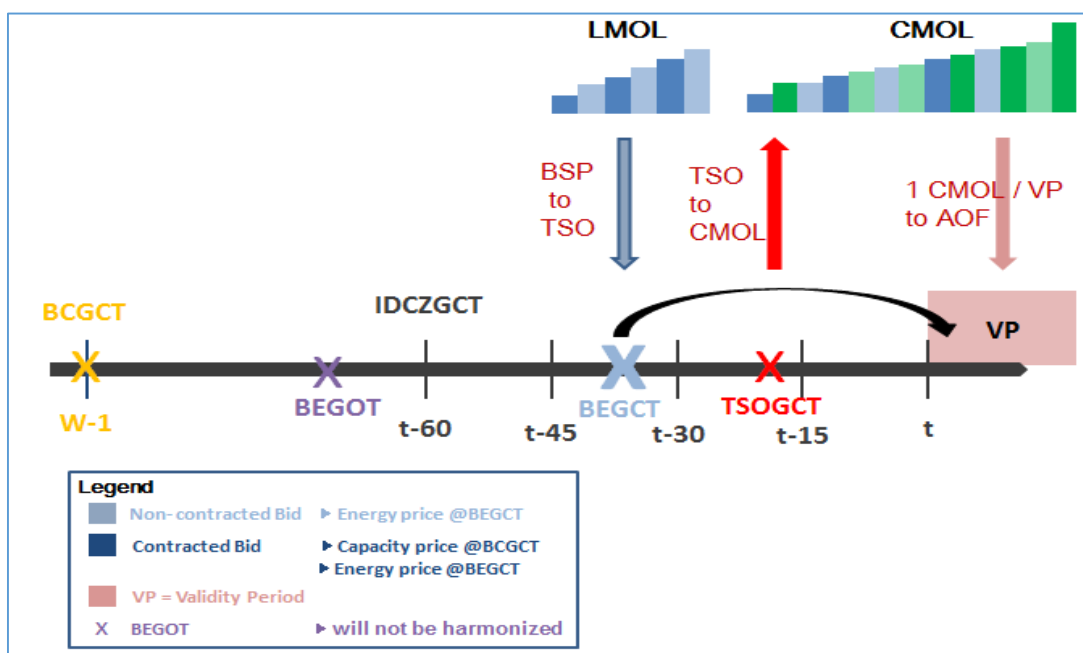 LMOL
CMOL
BSP
to
TSO
TSO
to
CMOL
1 CMOL / VP
to AOF
BCGCT
IDCZGCT
VP
X
X
X
X
W-1
BEGOT
t-60
t-45
BEGCT
t-30
TSOGCT
t-15
t
Legend
Non- contracted Bid
Energy price @BEGCT
Contracted Bid
Capacity price @BCGCT
Energy price @BEGCT
VP = Validity Period
X BEGOT
will not be harmonized